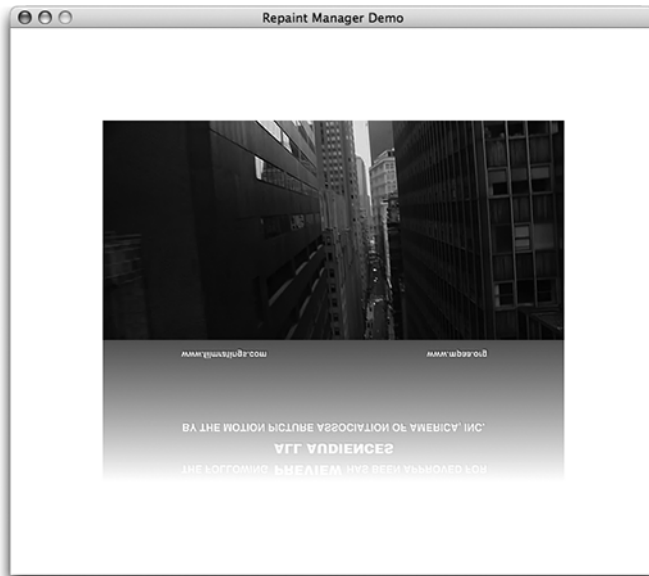 Repaint Manager Demo
www.filmratings.com www.mpaa.org
BY THE MOTION PICTURE ASSOCIATION OF AMERICA, INC.
ALL AUDIENCES
THE FOLLOWING PREVIEW HAS BEEN APPROVED FOR